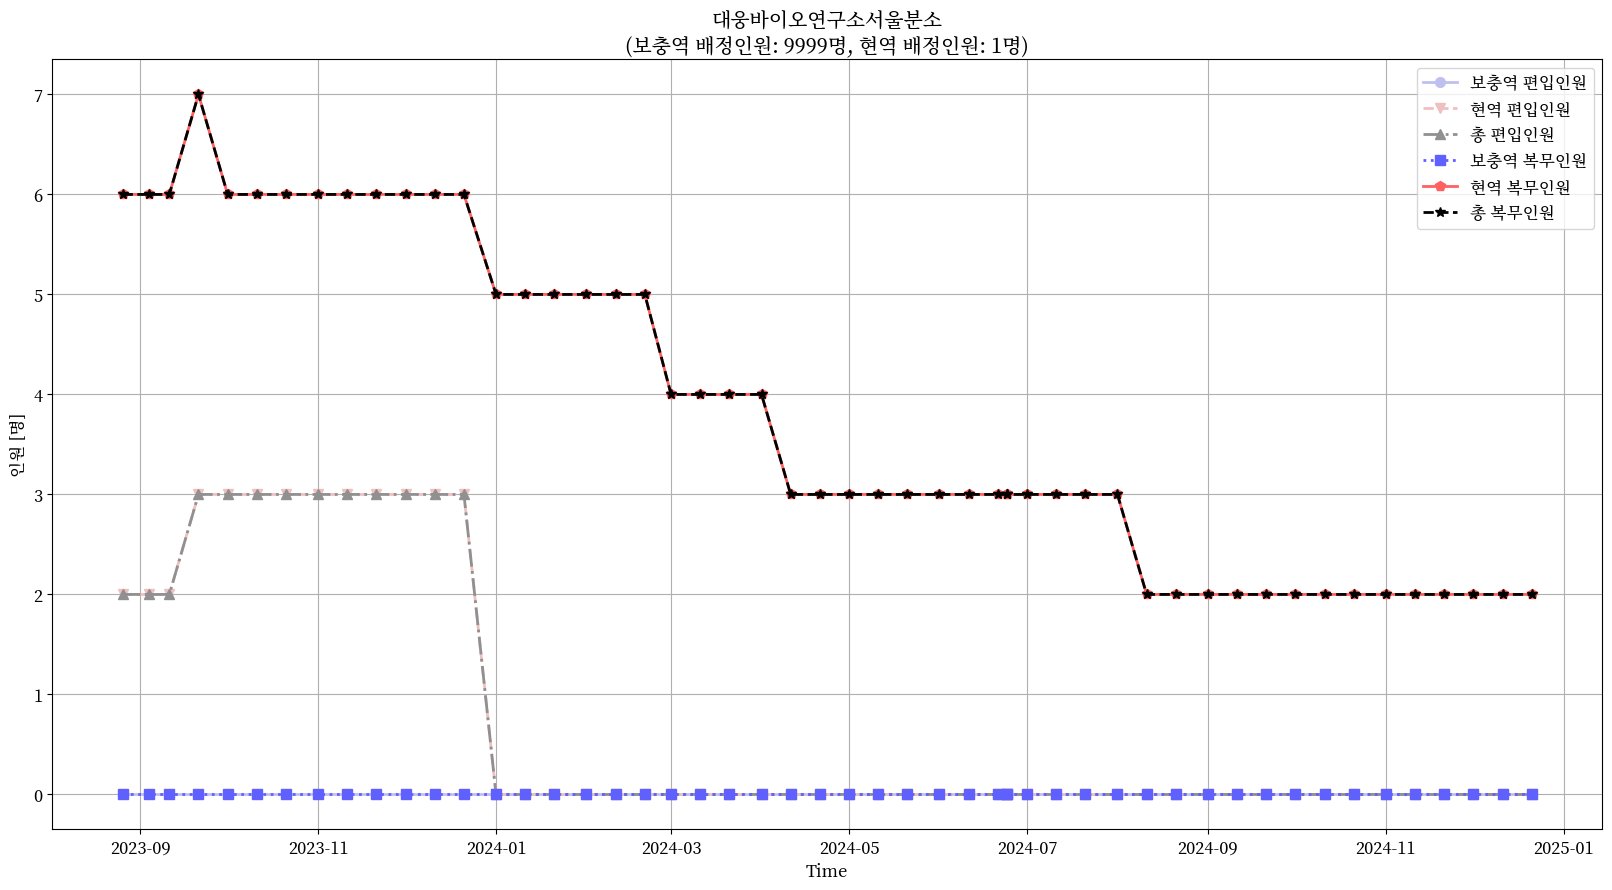 대웅바이오연구소서울분소
(보충역 배정인원: 9999명, 현역 배정인원: 1명)
보충역 편입인원
현역 편입인원
총 편입인원
보충역 복무인원
현역 복무인원
총 복무인원
인원 [명]
7
6
5
4
3
2
1
0
2023-09
2023-11
2024-01
2024-03
2024-05
2024-07
2024-09
2024-11
2025-01
Time